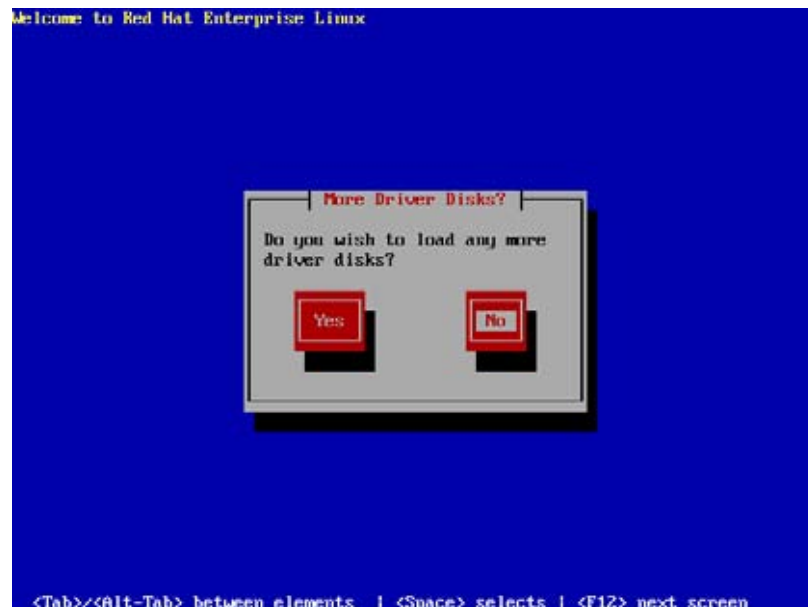 Welcome to Red Hat Enterprise Linux
More Driver Disks?
Do you wish to load any more
driver disks?
Yes
No
<Tab>/<Alt-Tab> between elements | <Space> selects | <F12> next screen